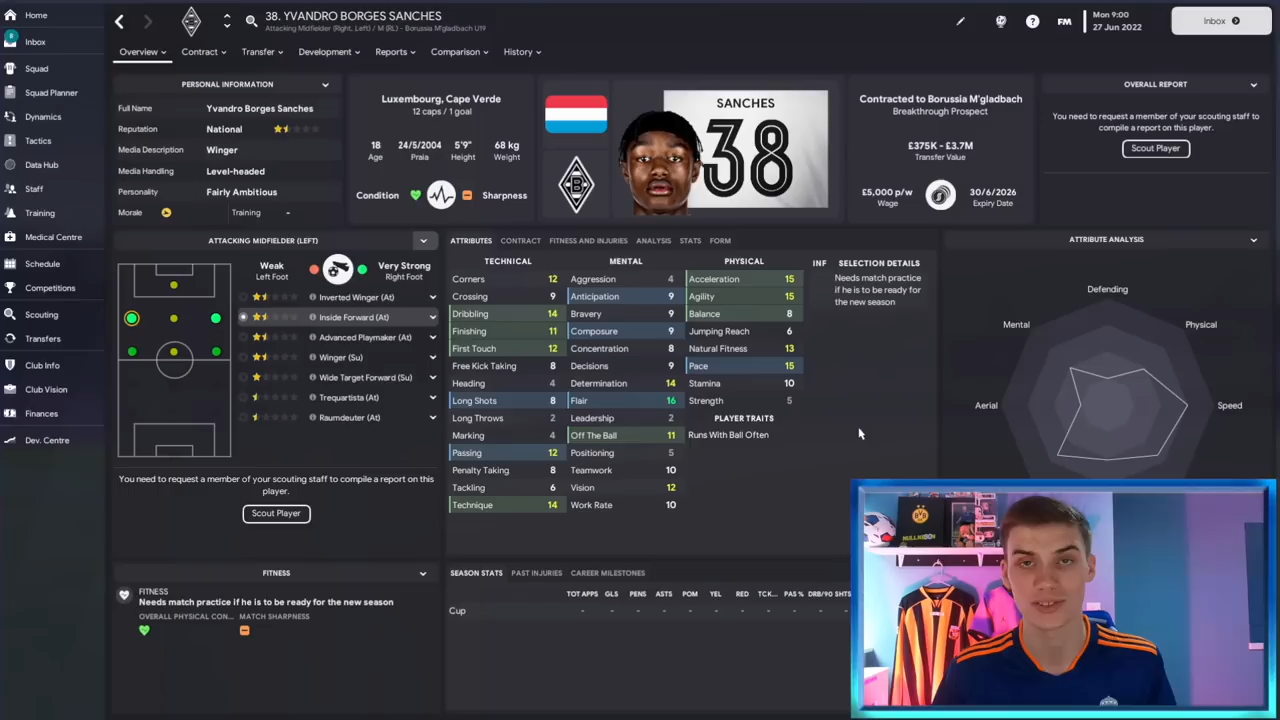 Home
Inbox
Squad
Squad Planner
Dynamics
Tactics
Data Hub
Staff
Training
Medical Centre
Schedule
Competitions
Scouting
Transfers
Club Info
Club Vision
Finances
Dev. Centre
38. YVANDRO BORGES SANCHES
Attacking Midfielder (Right, Left) / M (RL) - Borussia M'gladbach U19
FM
Mon 9:00
27 Jun 2022
Inbox
Overview
Contract
Transfer
Development
Reports
Comparison
History
PERSONAL INFORMATION
Full Name Yvandro Borges Sanches
Reputation National
Media Description Winger
Media Handling Level-headed
Personality Fairly Ambitious
Morale Training -
Luxembourg, Cape Verde
12 caps / 1 goal
18 24/5/2004 5'9" 68 kg
Age Praia Height Weight
Condition Sharpness
SANCHES
38
Contracted to Borussia M'gladbach
Breakthrough Prospect
£375K - £3.7M
Transfer Value
£5,000 p/w 30/6/2026
Wage Expiry Date
OVERALL REPORT
You need to request a member of your scouting staff to
compile a report on this player.
Scout Player
ATTACKING MIDFIELDER (LEFT)
Weak Very Strong
Left Foot Right Foot
Inverted Winger (At)
Inside Forward (At)
Advanced Playmaker (At)
Winger (Su)
Wide Target Forward (Su)
Trequartista (At)
Raumdeuter (At)
You need to request a member of your scouting staff to compile a report on this
player.
Scout Player
ATTRIBUTES CONTRACT FITNESS AND INJURIES ANALYSIS STATS FORM
TECHNICAL
Corners 12
Crossing 9
Dribbling 14
Finishing 11
First Touch 12
Free Kick Taking 8
Heading 4
Long Shots 8
Long Throws 2
Marking 4
Passing 12
Penalty Taking 8
Tackling 6
Technique 14
MENTAL
Aggression 4
Anticipation 9
Bravery 9
Composure 9
Concentration 8
Decisions 9
Determination 14
Flair 16
Leadership 2
Off The Ball 11
Positioning 5
Teamwork 10
Vision 12
Work Rate 10
PHYSICAL
Acceleration 15
Agility 15
Balance 8
Jumping Reach 6
Natural Fitness 13
Pace 15
Stamina 10
Strength 5
PLAYER TRAITS
Runs With Ball Often
INF SELECTION DETAILS
Needs match practice
if he is to be ready for
the new season
ATTRIBUTE ANALYSIS
Defending
Mental
Physical
Aerial
Speed
FITNESS
FITNESS
Needs match practice if he is to be ready for the new season
OVERALL PHYSICAL CON... MATCH SHARPNESS
SEASON STATS PAST INJURIES CAREER MILESTONES
TOT APPS GLS PENS ASTS POM YEL RED TCK... PAS % DRB/90 SHTS
Cup - - - - - - - - - - -